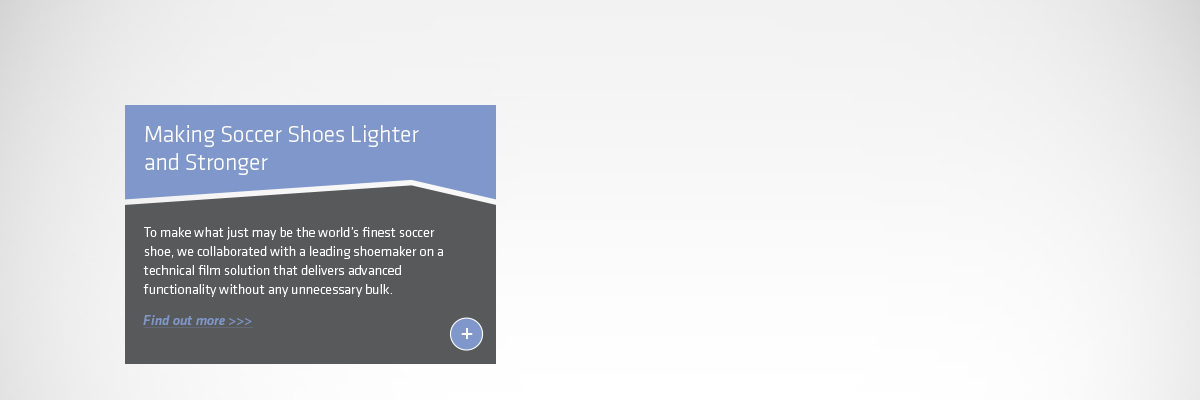 Making Soccer Shoes Lighter
and Stronger
To make what just may be the world's finest soccer
shoe, we collaborated with a leading shoemaker on a
technical film solution that delivers advanced
functionality without any unnecessary bulk.
Find out more >>>
+